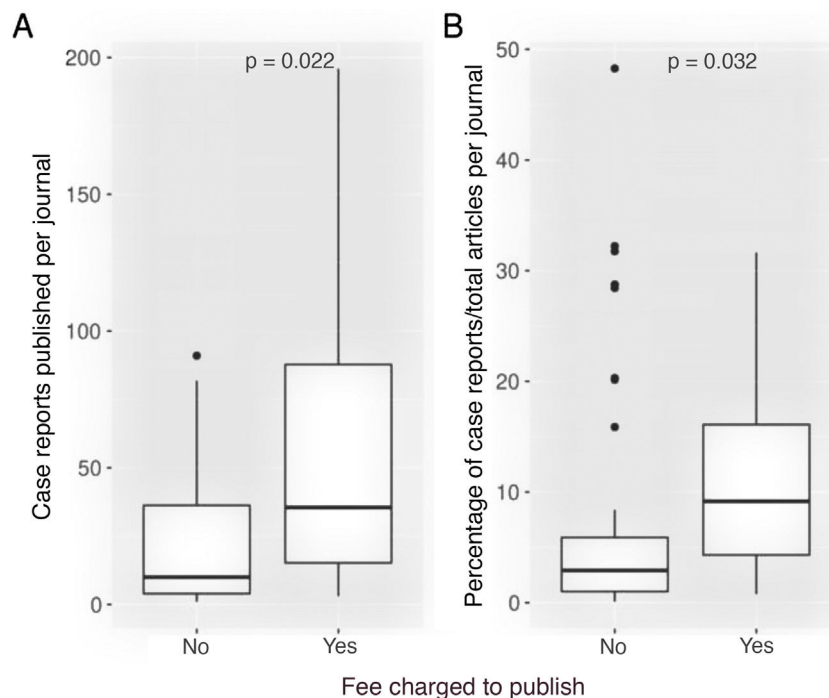 A
Case reports published per journal
200
150
100
50
0
p = 0.022
No
Yes
B
Percentage of case reports/total articles per journal
50
40
30
20
10
0
p = 0.032
No
Yes
Fee charged to publish